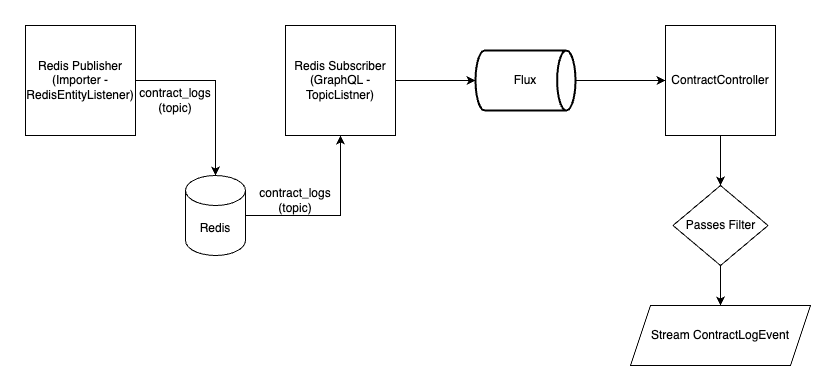 Redis Publisher
(Importer -
RedisEntityListener)
contract_logs
(topic)
Redis
contract_logs
(topic)
Redis Subscriber
(GraphQL -
TopicListner)
Flux
ContractController
Passes Filter
Stream ContractLogEvent